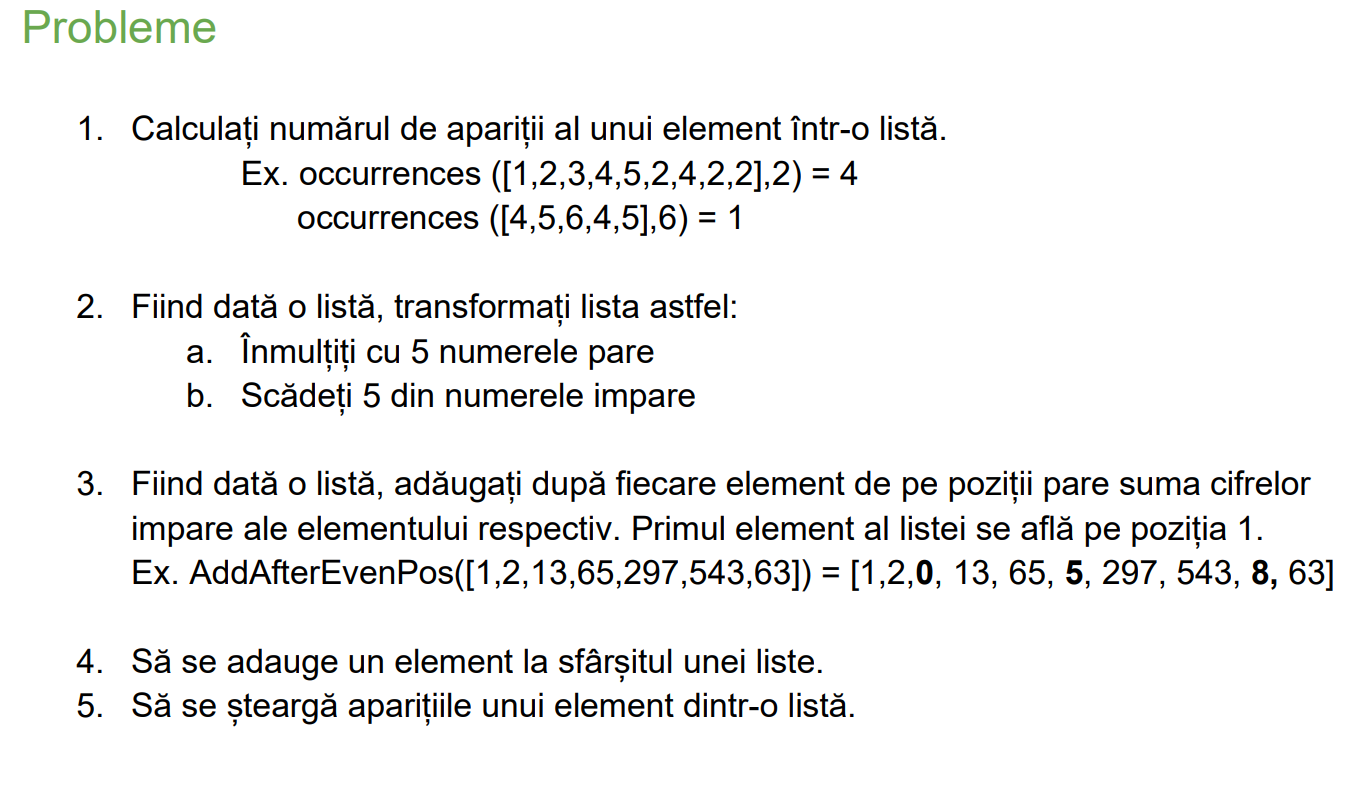 Probleme
1. Calculați numărul de apariții al unui element într-o listă.
Ex. occurrences ([1,2,3,4,5,2,4,2,2],2) = 4
occurrences ([4,5,6,4,5],6) = 1
2. Fiind dată o listă, transformați lista astfel:
a. Înmulțiți cu 5 numerele pare
b. Scădeți 5 din numerele impare
3. Fiind dată o listă, adăugați după fiecare element de pe poziții pare suma cifrelor
impare ale elementului respectiv. Primul element al listei se află pe poziția 1.
Ex. AddAfterEvenPos([1,2,13,65,297,543,63]) = [1,2,0, 13, 65, 5, 297, 543, 8, 63]
4. Să se adauge un element la sfârșitul unei liste.
5. Să se șteargă aparițiile unui element dintr-o listă.